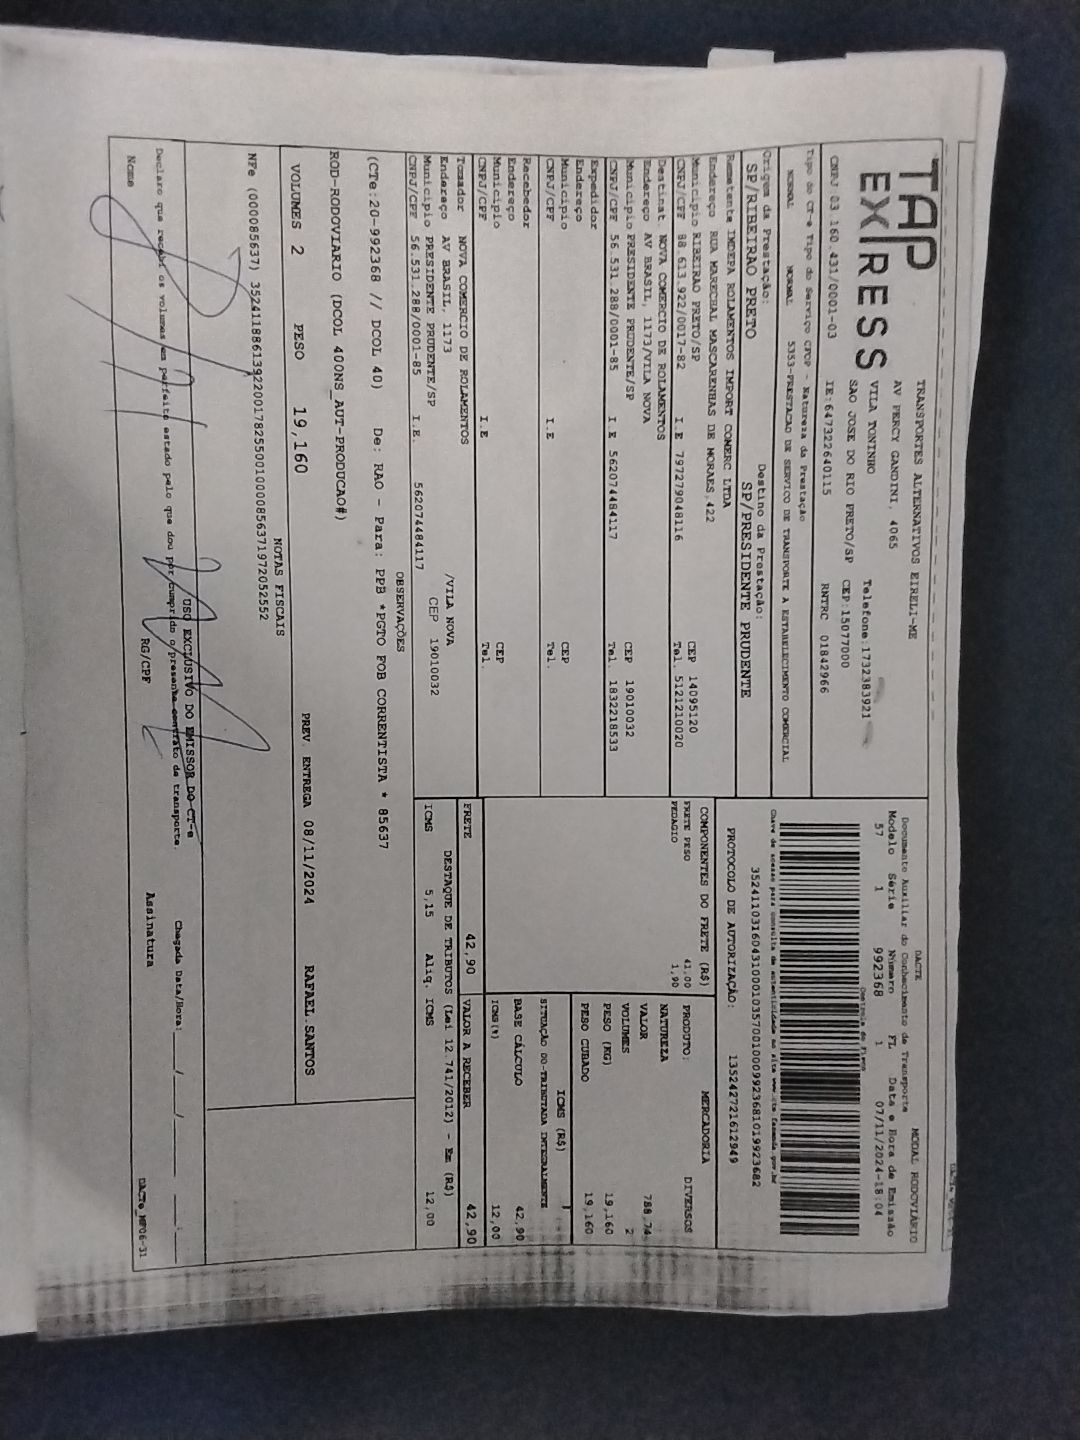 TAP
EXPRESS
TRANSPORTES ALTERNATIVOS EIRELI-ME
AV PERCY GANDINI, 4065
VILA TONINHO
SAO JOSE DO RIO PRETO/SP
Telefone:1732383921
CEP:15077000
CNPJ 03.160.431/0001-03
IE:647322640115
RNTRC 01842966
DACTE
MODAL RODOVIÁRIO
Documento Auxiliar do Conhecimento de Transporte
Modelo Série Número FL Data e Hora de Emissão
57 1 992368 1 07/11/2024-18:04
Controle do Fisco
Chave de acesso para consulta de autenticidade no site www.cte.fazenda.gov.br
PROTOCOLO DE AUTORIZAÇÃO: 135242721612949
Tipo do CT-e Tipo do Serviço CFOP - Natureza da Prestação
NORMAL NORMAL 5353-PRESTACAO DE SERVICO DE TRANSPORTE A ESTABELECIMENTO COMERCIAL
Origem da Prestação: Destino da Prestação:
SP/RIBEIRAO PRETO SP/PRESIDENTE PRUDENTE
Remetente INDEPA ROLAMENTOS IMPORT COMERC LTDA
Endereço RUA MARECHAL MASCARENHAS DE MORAES,422
Município RIBEIRAO PRETO/SP CEP 14095120
CNPJ/CPF 88.613.922/0017-82 I.E 797279048116 Tel. 5121210020
Destinat NOVA COMERCIO DE ROLAMENTOS
Endereço AV BRASIL, 1173/VILA NOVA
Município PRESIDENTE PRUDENTE/SP CEP 19010032
CNPJ/CPF 56.531.288/0001-85 I.E 562074484117 Tel. 1832218533
Expedidor
Endereço
Município CEP
CNPJ/CPF I.E Tel.
Recebedor
Endereço
Município CEP
CNPJ/CPF I.E Tel.
Tomador NOVA COMERCIO DE ROLAMENTOS
Endereço AV BRASIL, 1173 /VILA NOVA
Município PRESIDENTE PRUDENTE/SP CEP 19010032
CNPJ/CPF 56.531.288/0001-85 I.E. 562074484117
COMPONENTES DO FRETE (R$)
FRETE PESO 41,00
PEDAGIO 1,90
FRETE 42,90
MERCADORIA
PRODUTO: DIVERSOS
NATUREZA
VALOR 788,74
VOLUMES 2
PESO (KG) 19,160
PESO CUBADO 19,160
ICMS (R$)
SITUAÇÃO DO-TRIBUTADA INTEGRALMENTE
BASE CÁLCULO 42,90
ICMS(%) 12,00
VALOR A RECEBER 42,90
DESTAQUE DE TRIBUTOS (Lei 12.741/2012) - Em (R$)
ICMS 5,15 Aliq. ICMS 12,00
OBSERVAÇÕES
(CTe:20-992368 // DCOL 40) De: RAO - Para: PPB *PGTO FOB CORRENTISTA * 85637
ROD-RODOVIARIO (DCOL 400NS_AUT-PRODUCAO#)
VOLUMES 2 PESO 19,160 PREV. ENTREGA 08/11/2024 RAFAEL.SANTOS
NOTAS FISCAIS
USO EXCLUSIVO DO EMISSOR DO CT-e
Declaro que recebi os volumes em perfeito estado pelo que dou por cumprido o presente contrato de transporte.
Chegada Data/Hora: / /
Nome RG/CPF Assinatura
DACTe_MP06-31